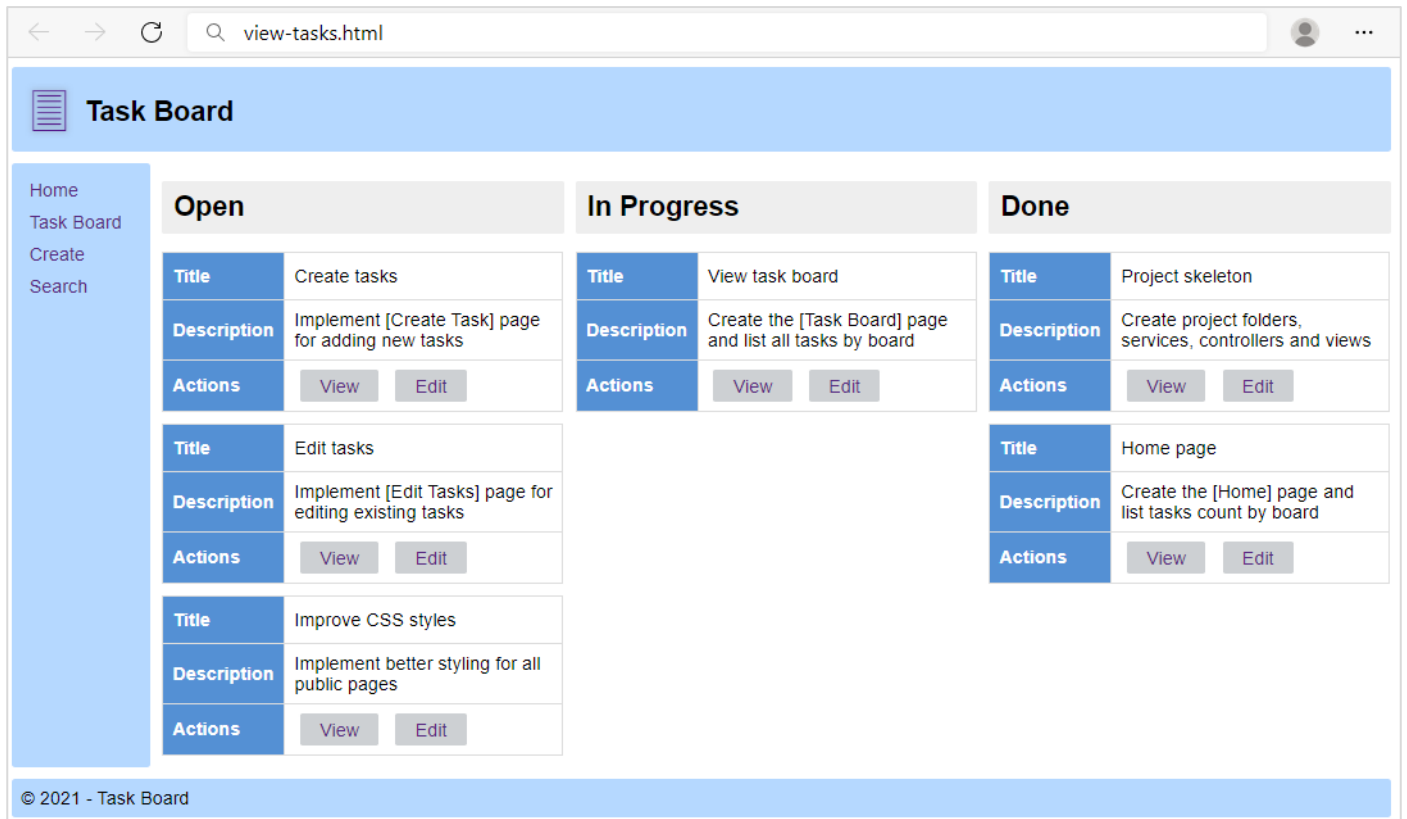 view-tasks.html
Task Board
Home
Task Board
Create
Search
Open
Title Create tasks
Description Implement [Create Task] page
for adding new tasks
Actions View Edit
Title Edit tasks
Description Implement [Edit Tasks] page for
editing existing tasks
Actions View Edit
Title Improve CSS styles
Description Implement better styling for all
public pages
Actions View Edit
In Progress
Title View task board
Description Create the [Task Board] page
and list all tasks by board
Actions View Edit
Done
Title Project skeleton
Description Create project folders,
services, controllers and views
Actions View Edit
Title Home page
Description Create the [Home] page and
list tasks count by board
Actions View Edit
© 2021 - Task Board